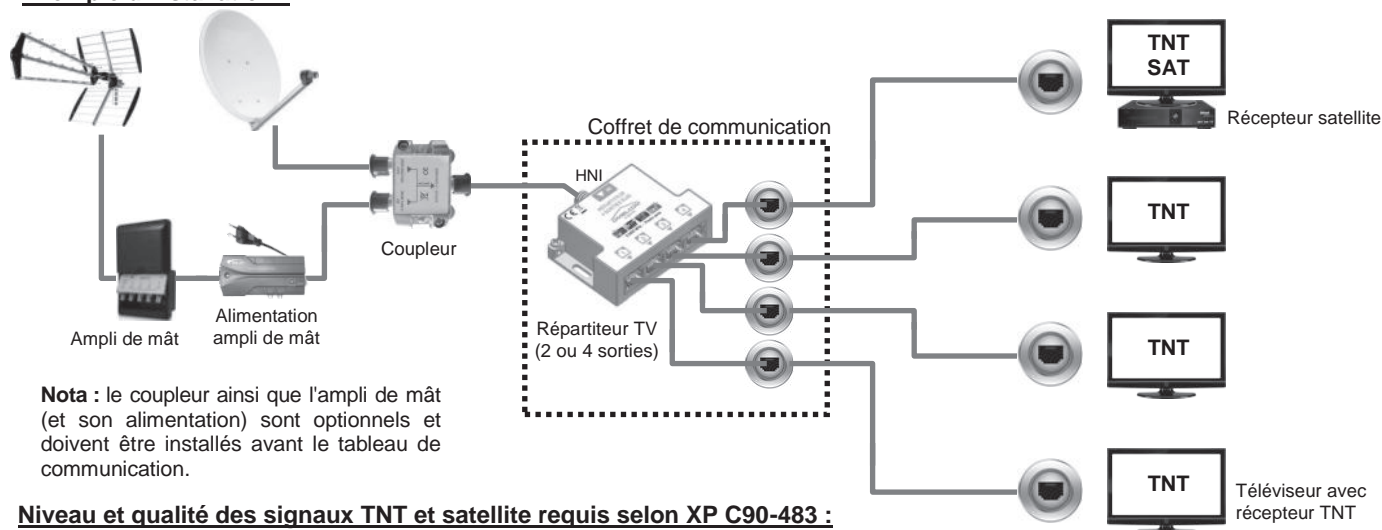 TNT
SAT
Récepteur satellite
Coffret de communication
HNI
TNT
Coupleur
Ampli de mât
Alimentation
ampli de mât
Répartiteur TV
(2 ou 4 sorties)
TNT
Nota : le coupleur ainsi que l'ampli de mât
(et son alimentation) sont optionnels et
doivent être installés avant le tableau de
communication.
TNT
Téléviseur avec
récepteur TNT
Niveau et qualité des signaux TNT et satellite requis selon XP C90-483 :